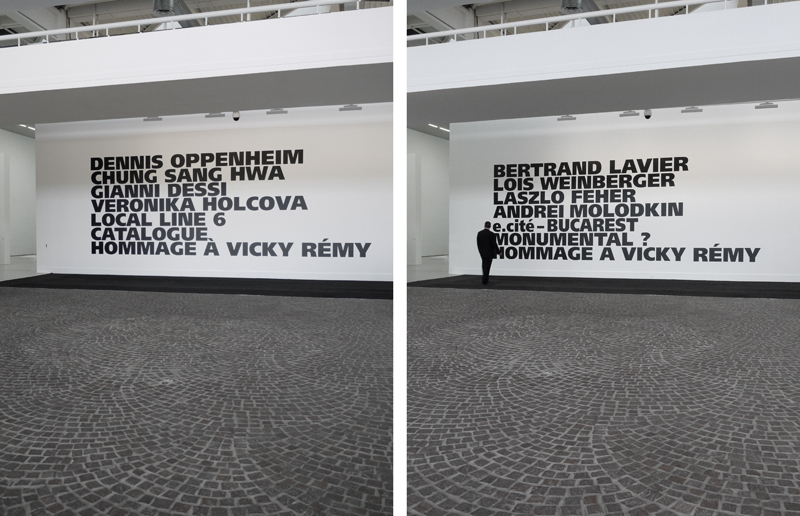 DENNIS OPPENHEIM
CHUNG SANG HWA
GIANNI DESSI
VERONIKA HOLCOVA
LOCAL LINE 6
CATALOGUE
HOMMAGE À VICKY RÉMY
BERTRAND LAVIER
LOIS WEINBERGER
LASZLO FEHER
ANDREI MOLODKIN
e.cité – BUCAREST
MONUMENTAL ?
HOMMAGE À VICKY RÉMY